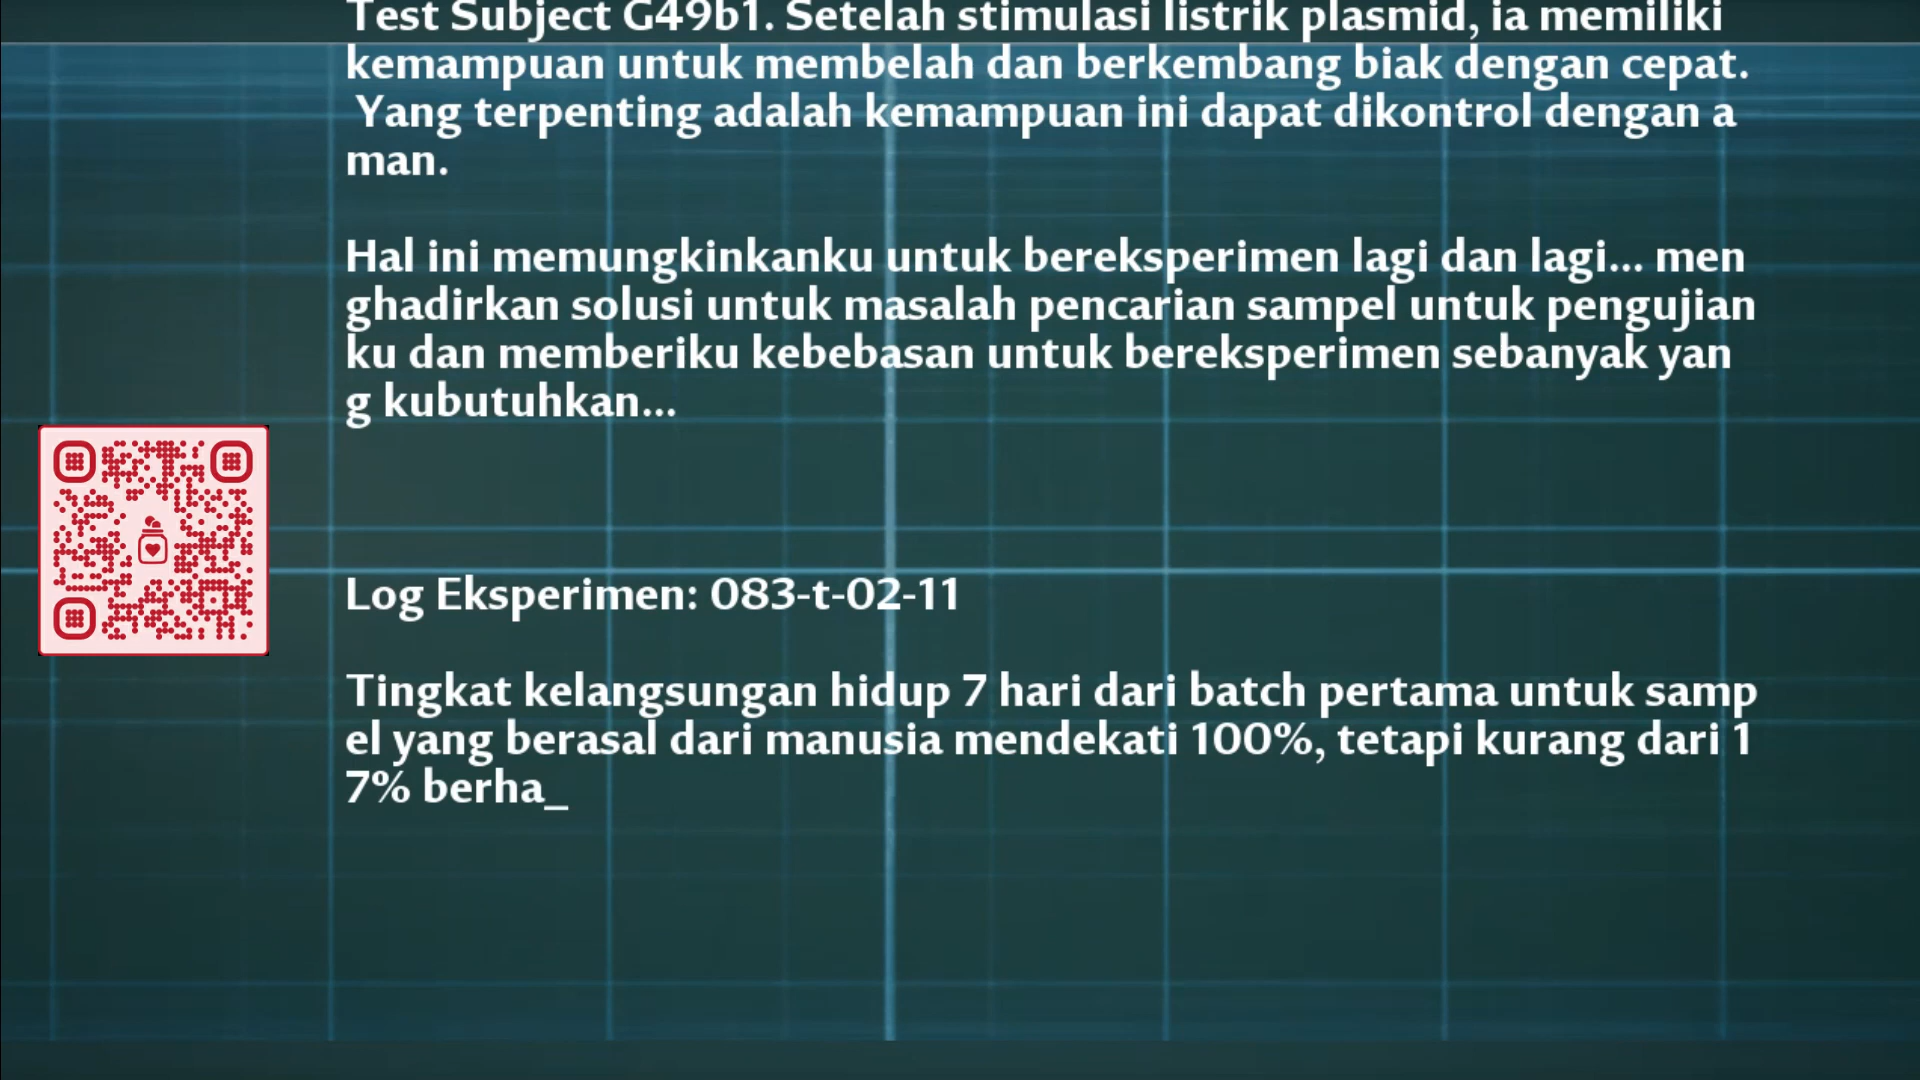 Test Subject G49b1. Setelah stimulasi listrik plasmid, ia memiliki
kemampuan untuk membelah dan berkembang biak dengan cepat.
Yang terpenting adalah kemampuan ini dapat dikontrol dengan a
man.
Hal ini memungkinkanku untuk bereksperimen lagi dan lagi... men
ghadirkan solusi untuk masalah pencarian sampel untuk pengujian
ku dan memberiku kebebasan untuk bereksperimen sebanyak yan
g kubutuhkan...
Log Eksperimen: 083-t-02-11
Tingkat kelangsungan hidup 7 hari dari batch pertama untuk samp
el yang berasal dari manusia mendekati 100%, tetapi kurang dari 1
7% berha_